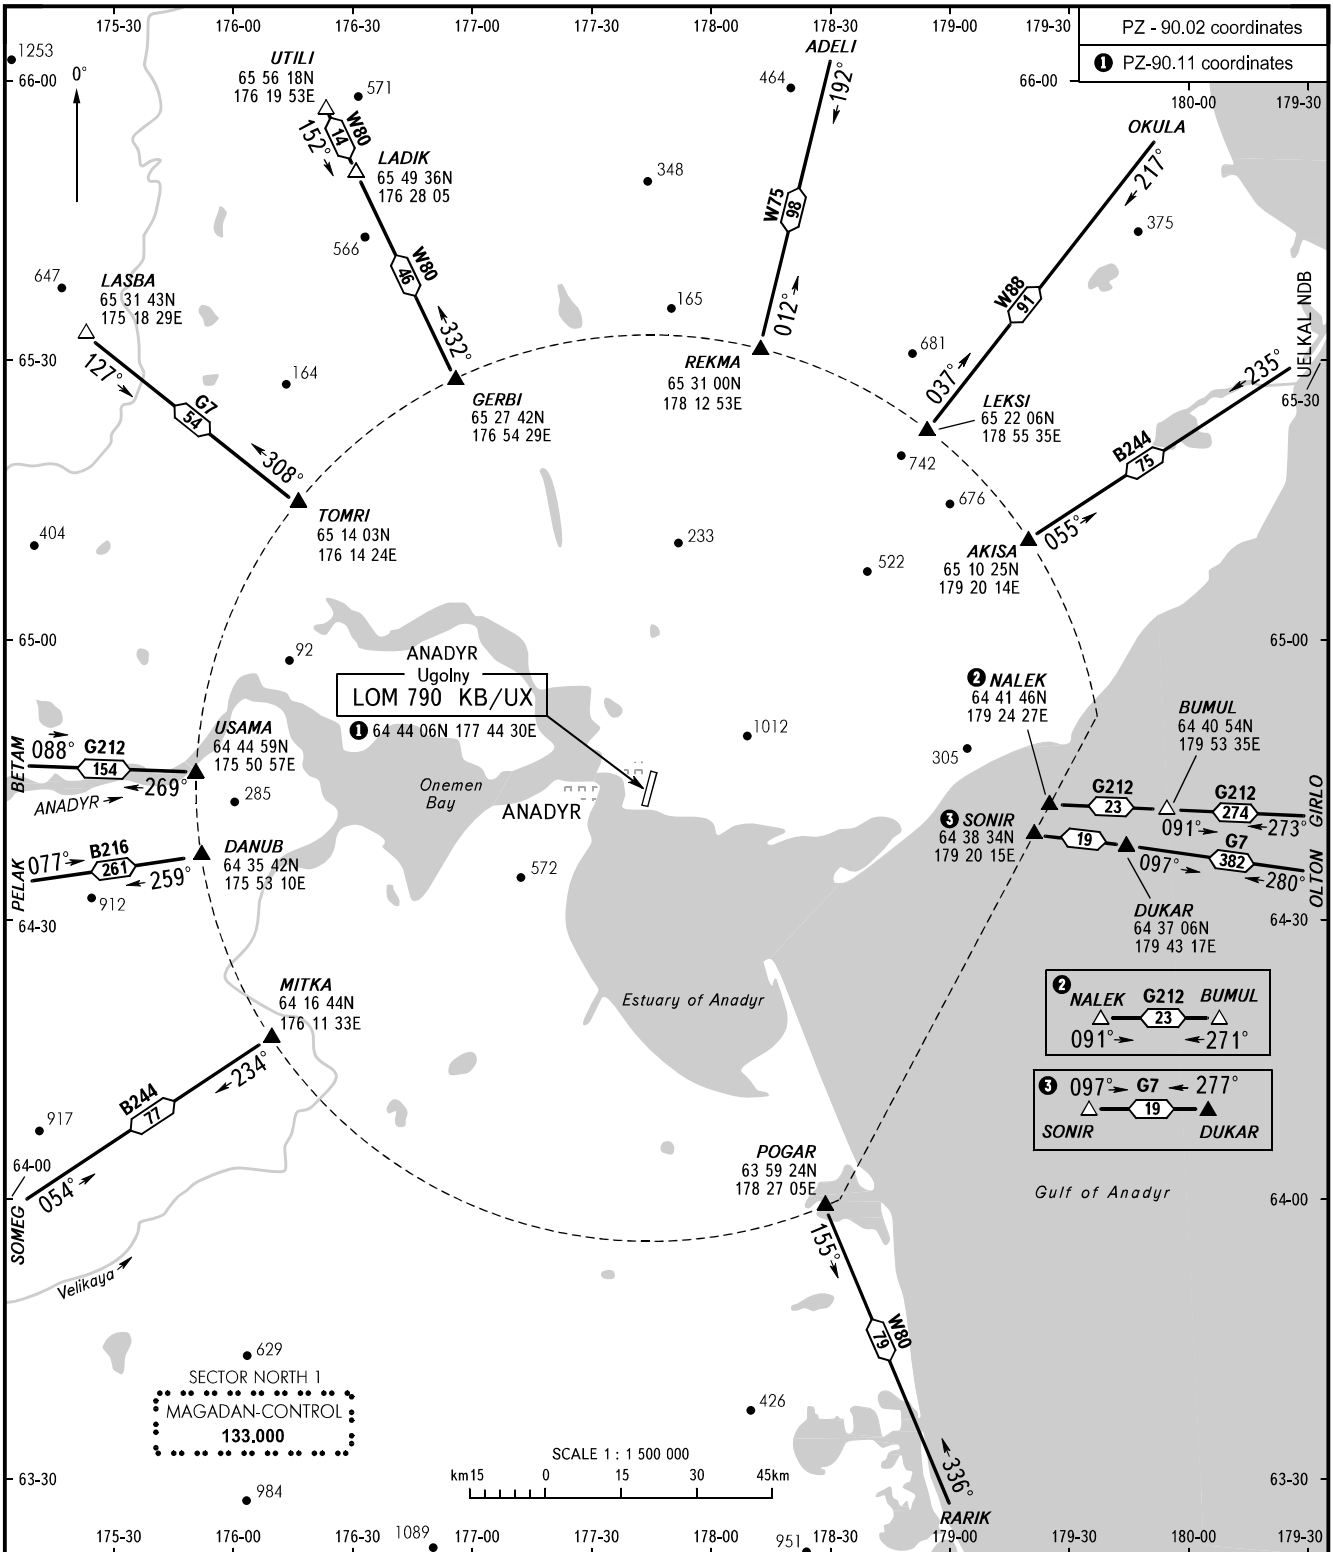 175-30
176-00
176-30
177-00
177-30
178-00
178-30
179-00
179-30
PZ - 90.02 coordinates
❶ PZ-90.11 coordinates
1253
66-00
0°
UTILI
65 56 18N
176 19 53E
571
152°
14
W80
LADIK
65 49 36N
176 28 05
566
46
W80
332°
ADELI
464
192°
348
W75
98
012°
165
66-00
180-00
179-30
OKULA
217°
375
W88
91
037°
681
UELKAL NDB
235°
65-30
647
LASBA
65 31 43N
175 18 29E
65-30
127°
G7
54
308°
164
GERBI
65 27 42N
176 54 29E
REKMA
65 31 00N
178 12 53E
LEKSI
65 22 06N
178 55 35E
742
676
B244
75
055°
404
TOMRI
65 14 03N
176 14 24E
233
522
AKISA
65 10 25N
179 20 14E
65-00
65-00
92
ANADYR
Ugolny
LOM 790 KB/UX
❶ 64 44 06N 177 44 30E
1012
❷ NALEK
64 41 46N
179 24 27E
BUMUL
64 40 54N
179 53 35E
305
BETAM
088°
G212
154
269°
ANADYR
USAMA
64 44 59N
175 50 57E
285
Onemen
Bay
ANADYR
G212
23
G212
274
091°
273°
GIRLO
❸ SONIR
64 38 34N
179 20 15E
19
G7
382
097°
280°
OLTON
PELAK
077°
B216
261
259°
DANUB
64 35 42N
175 53 10E
912
572
DUKAR
64 37 06N
179 43 17E
64-30
64-30
MITKA
64 16 44N
176 11 33E
234°
Estuary of Anadyr
❷
NALEK G212 BUMUL
23
091° 271°
❸ 097° G7 277°
19
SONIR DUKAR
B244
77
917
64-00
054°
SOMEG
POGAR
63 59 24N
178 27 05E
Gulf of Anadyr
64-00
155°
Velikaya
W80
79
336°
RARIK
629
SECTOR NORTH 1
MAGADAN-CONTROL
133.000
426
SCALE 1 : 1 500 000
km15 0 15 30 45km
63-30
63-30
984
1089
951
175-30
176-00
176-30
177-00
177-30
178-00
178-30
179-00
179-30
180-00
179-30